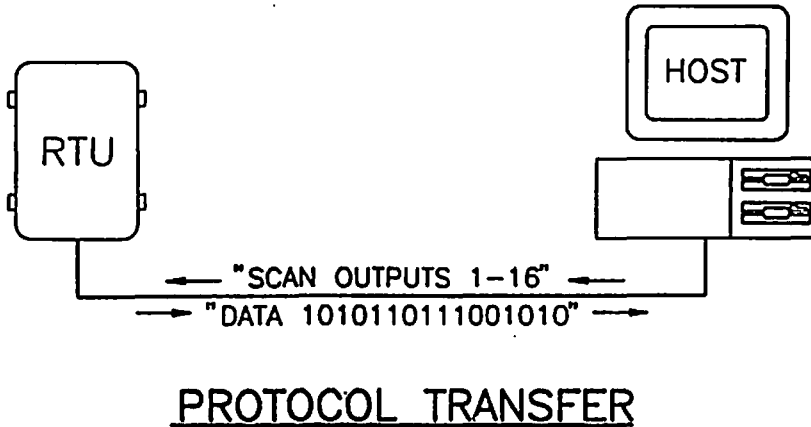 HOST
RTU
"SCAN OUTPUTS 1-16"
"DATA 1010110111001010"
PROTOCOL TRANSFER